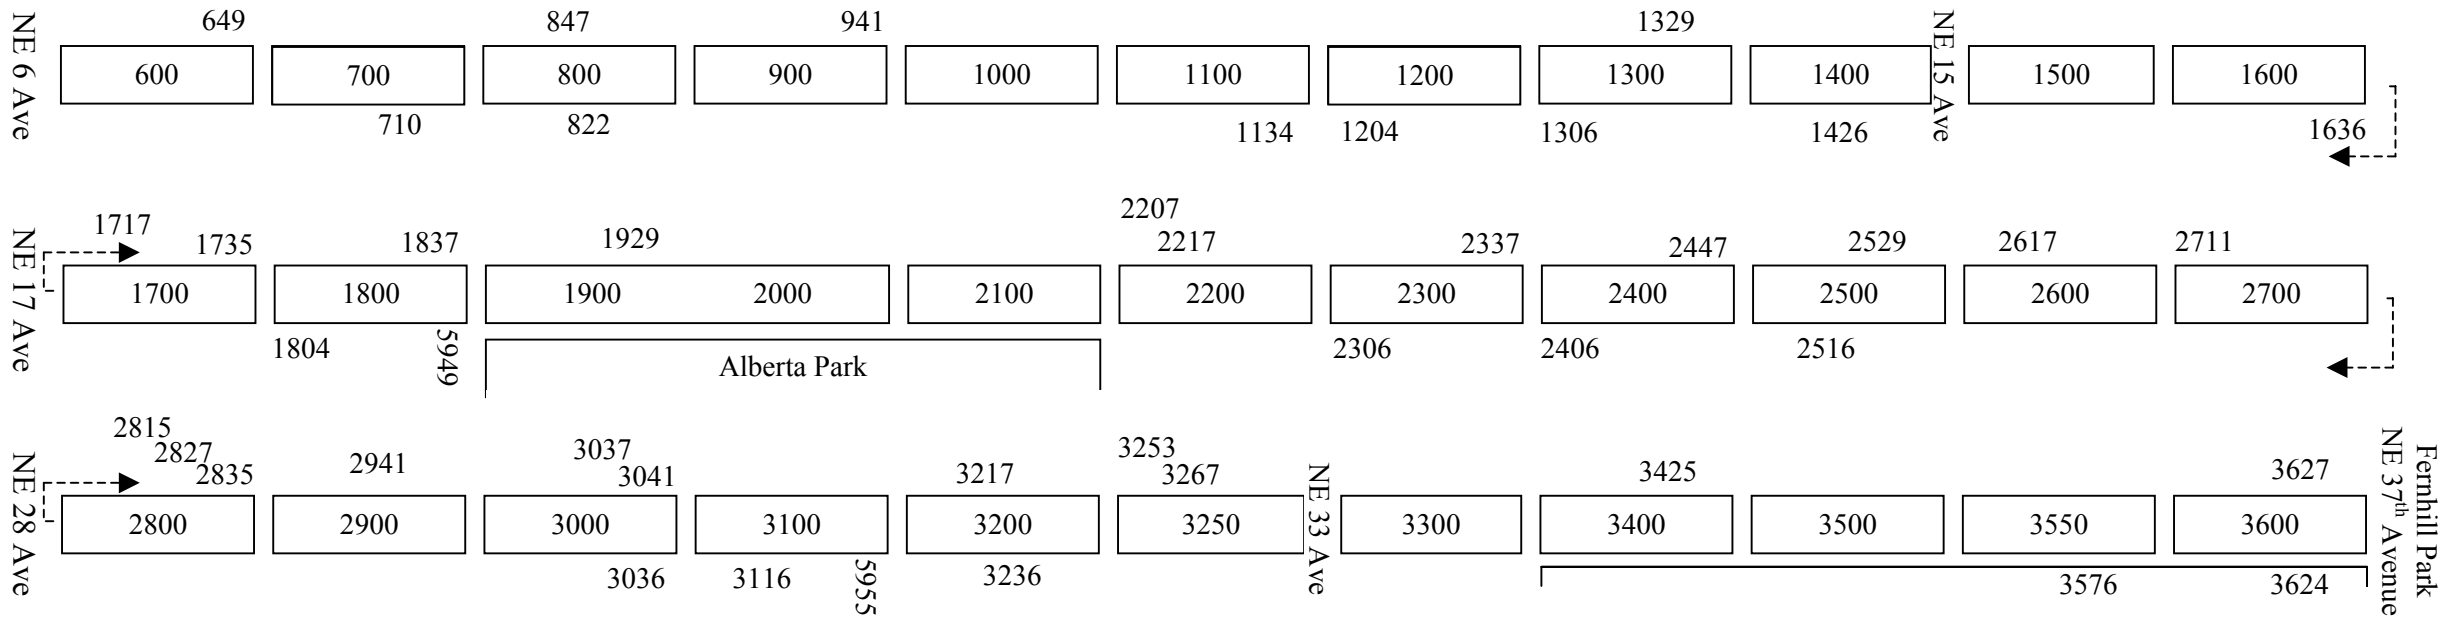 NE 6 Ave
649 847 941 1329
600 700 800 900 1000 1100 1200 1300 1400 NE 15 Ave 1500 1600
710 822 1134 1204 1306 1426 1636
NE 17 Ave
2207
1717 1735 1837 1929 2217 2337 2447 2529 2617 2711
1700 1800 1900 2000 2100 2200 2300 2400 2500 2600 2700
1804 5949 Alberta Park 2306 2406 2516
NE 28 Ave
2815 3037 3253
2827 2941
2835 3041 3217 3267 3425 3627
2800 2900 3000 3100 3200 3250 NE 33 Ave 3300 3400 3500 3550 3600
3036 3116 5955 3236 3576 3624
NE 37th Avenue
Fernhill Park